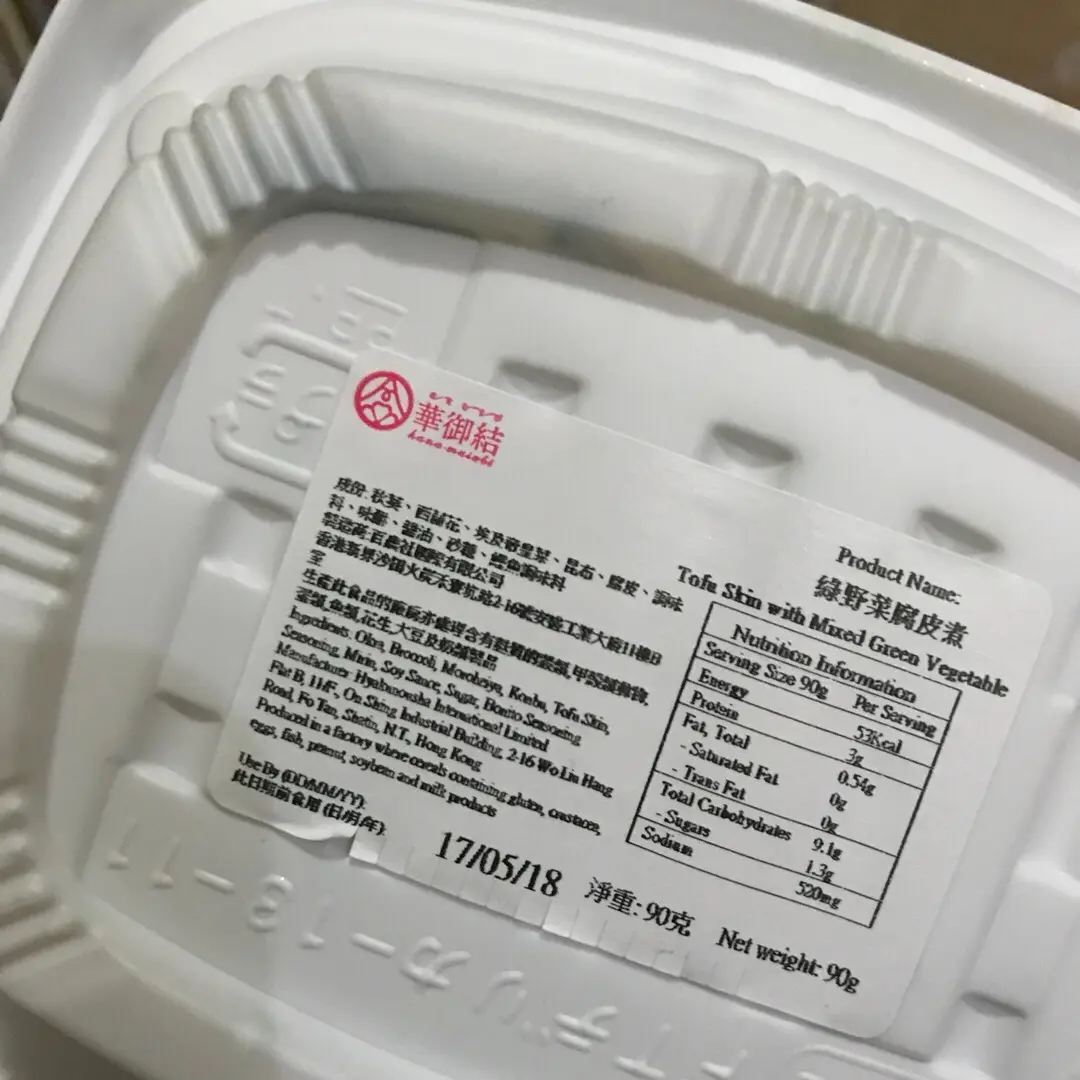 華御結
hana-musubi
成份: 秋葵、西蘭花、埃及帝皇菜、昆布、腐皮、調味
料、味醂、醬油、沙糖、鰹魚調味料
有限公司
香港新界沙田火炭禾寮坑路2-16號安盛工業大廈11樓B
室
生產此食品的廠房亦處理含有麩質的穀類,甲殼類動物,
蛋類,魚類,花生,大豆及奶類製品
Ingredients: Okra, Broccoli, Moroheiya, Konbu, Tofu Skin,
Seasoning, Mirin, Soy Sauce, Sugar, Bonito Seasoning
Manufacturer: Hyakunousha International Limited
Flat B, 11/F, On Shing Industrial Building, 2-16 Wo Liu Hang
Road, Fo Tan, Shatin, N.T., Hong Kong
Produced in a factory where cereals containing gluten, crustacea,
eggs, fish, peanut, soybean and milk products
Use By (DD/MM/YY):
此日期前食用 (日/月/年):
17/05/18
淨重: 90克
Net weight: 90g
Product Name:
綠野菜腐皮煮
Tofu Skin with Mixed Green Vegetable
Nutrition Information
Serving Size 90g Per Serving
Energy 53Kcal
Protein 3g
Fat, Total 0.54g
- Saturated Fat 0g
- Trans Fat 0g
Total Carbohydrates 9.1g
- Sugars 1.3g
Sodium 520mg
FTデリカ-13-11